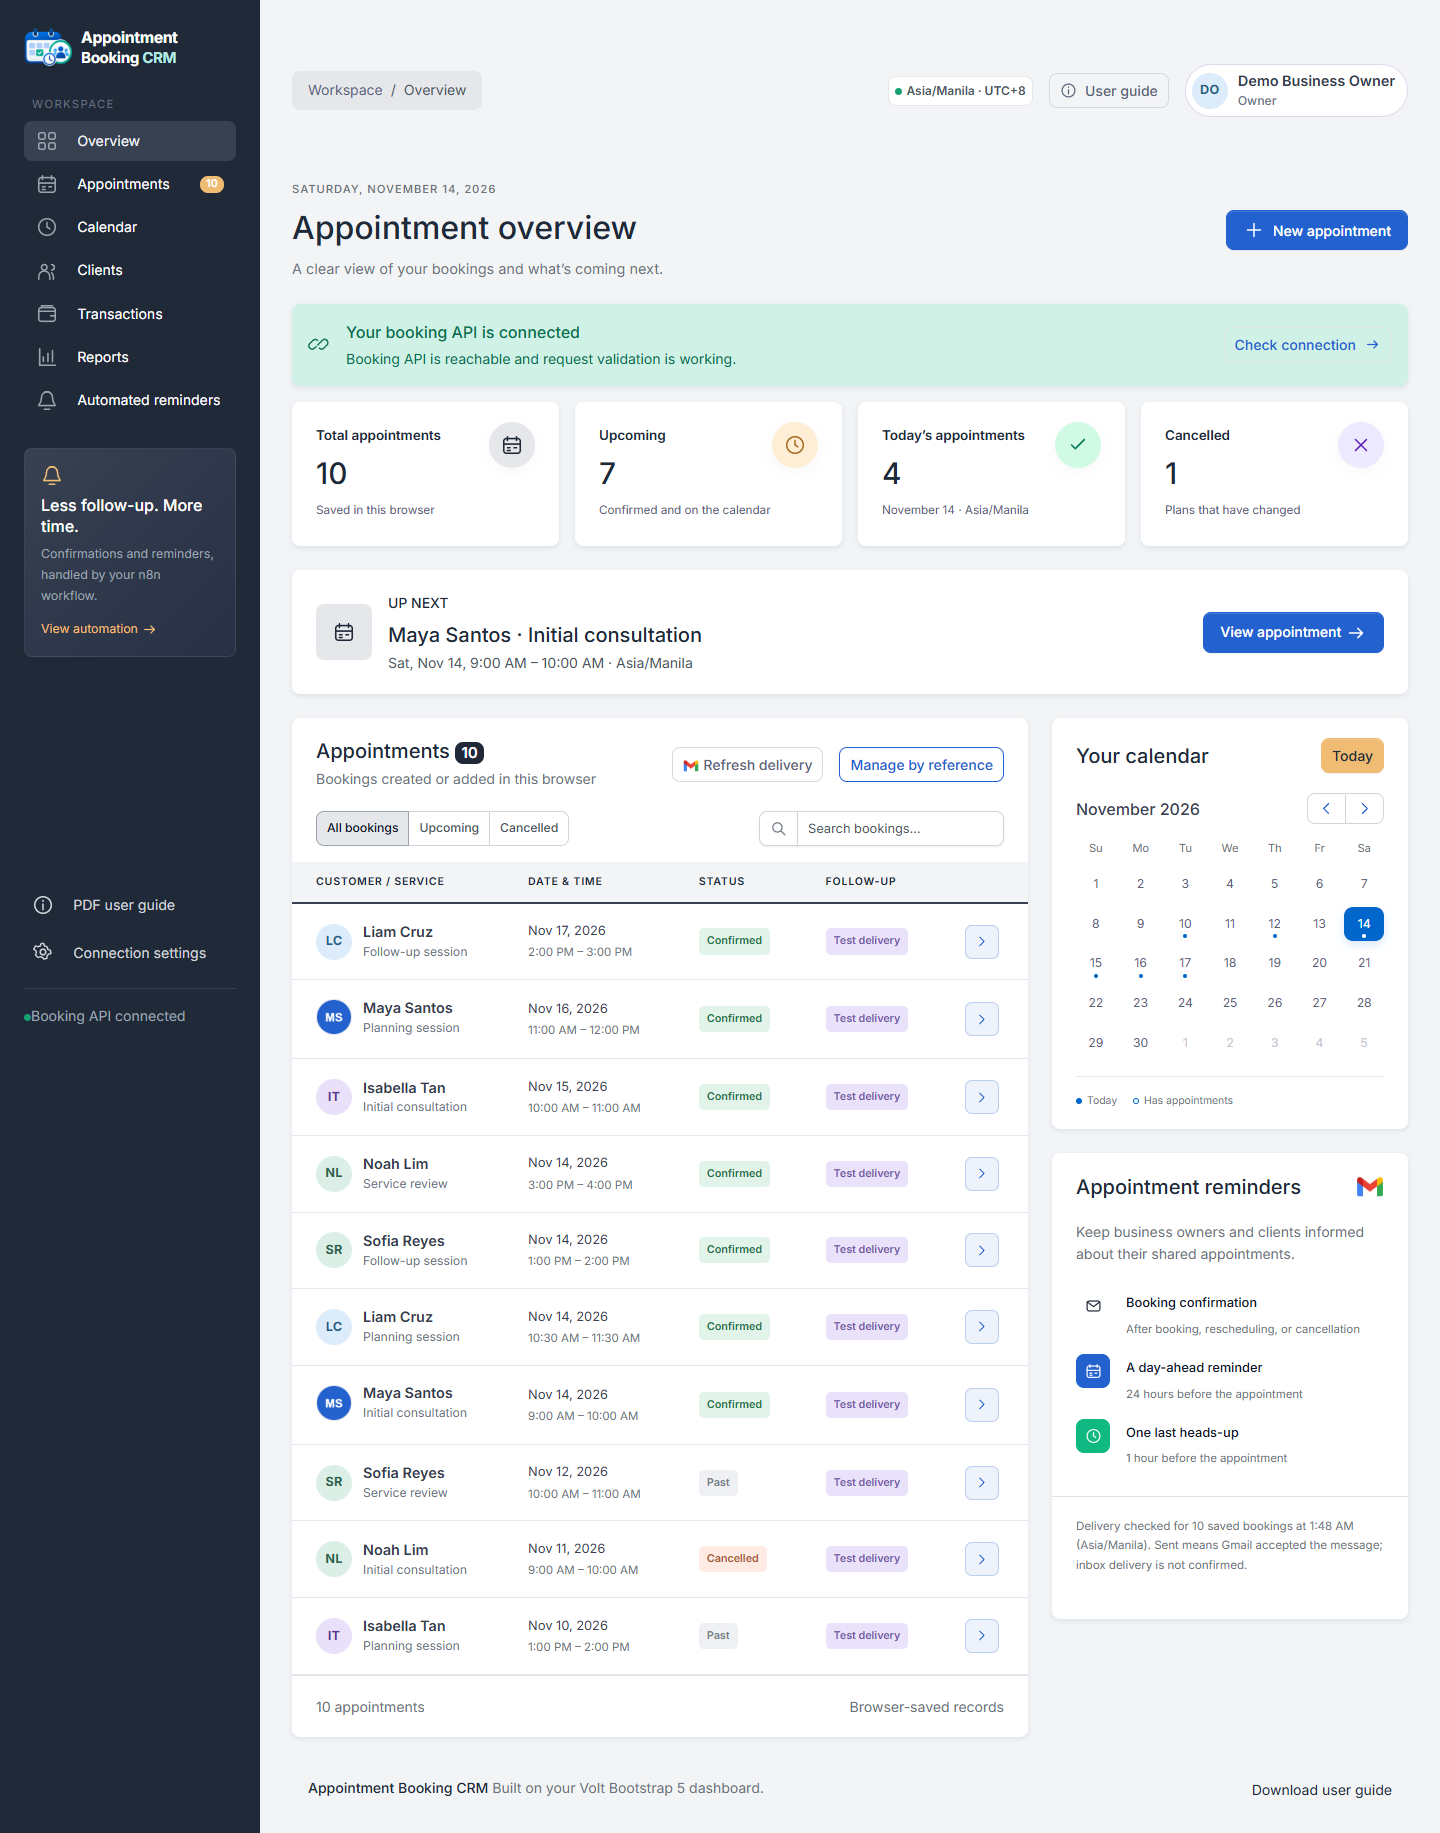 Appointment
Booking CRM
WORKSPACE
Overview
Appointments 10
Calendar
Clients
Transactions
Reports
Automated reminders
Less follow-up. More
time.
Confirmations and reminders,
handled by your n8n
workflow.
View automation →
PDF user guide
Connection settings
Booking API connected
Workspace / Overview
Asia/Manila · UTC+8
User guide
DO
Demo Business Owner
Owner
SATURDAY, NOVEMBER 14, 2026
Appointment overview
A clear view of your bookings and what’s coming next.
New appointment
Your booking API is connected
Booking API is reachable and request validation is working.
Check connection →
Total appointments
10
Saved in this browser
Upcoming
7
Confirmed and on the calendar
Today’s appointments
4
November 14 · Asia/Manila
Cancelled
1
Plans that have changed
UP NEXT
Maya Santos · Initial consultation
Sat, Nov 14, 9:00 AM – 10:00 AM · Asia/Manila
View appointment →
Appointments 10
Bookings created or added in this browser
Refresh delivery
Manage by reference
All bookings Upcoming Cancelled
Search bookings...
CUSTOMER / SERVICE DATE & TIME STATUS FOLLOW-UP
LC Liam Cruz Nov 17, 2026 Confirmed Test delivery
Follow-up session 2:00 PM – 3:00 PM
MS Maya Santos Nov 16, 2026 Confirmed Test delivery
Planning session 11:00 AM – 12:00 PM
IT Isabella Tan Nov 15, 2026 Confirmed Test delivery
Initial consultation 10:00 AM – 11:00 AM
NL Noah Lim Nov 14, 2026 Confirmed Test delivery
Service review 3:00 PM – 4:00 PM
SR Sofia Reyes Nov 14, 2026 Confirmed Test delivery
Follow-up session 1:00 PM – 2:00 PM
LC Liam Cruz Nov 14, 2026 Confirmed Test delivery
Planning session 10:30 AM – 11:30 AM
MS Maya Santos Nov 14, 2026 Confirmed Test delivery
Initial consultation 9:00 AM – 10:00 AM
SR Sofia Reyes Nov 12, 2026 Past Test delivery
Service review 10:00 AM – 11:00 AM
NL Noah Lim Nov 11, 2026 Cancelled Test delivery
Initial consultation 9:00 AM – 10:00 AM
IT Isabella Tan Nov 10, 2026 Past Test delivery
Planning session 1:00 PM – 2:00 PM
10 appointments Browser-saved records
Your calendar
Today
November 2026
Su Mo Tu We Th Fr Sa
1 2 3 4 5 6 7
8 9 10 11 12 13 14
15 16 17 18 19 20 21
22 23 24 25 26 27 28
29 30 1 2 3 4 5
Today Has appointments
Appointment reminders
Keep business owners and clients informed
about their shared appointments.
Booking confirmation
After booking, rescheduling, or cancellation
A day-ahead reminder
24 hours before the appointment
One last heads-up
1 hour before the appointment
Delivery checked for 10 saved bookings at 1:48 AM
(Asia/Manila). Sent means Gmail accepted the message;
inbox delivery is not confirmed.
Appointment Booking CRM Built on your Volt Bootstrap 5 dashboard.
Download user guide